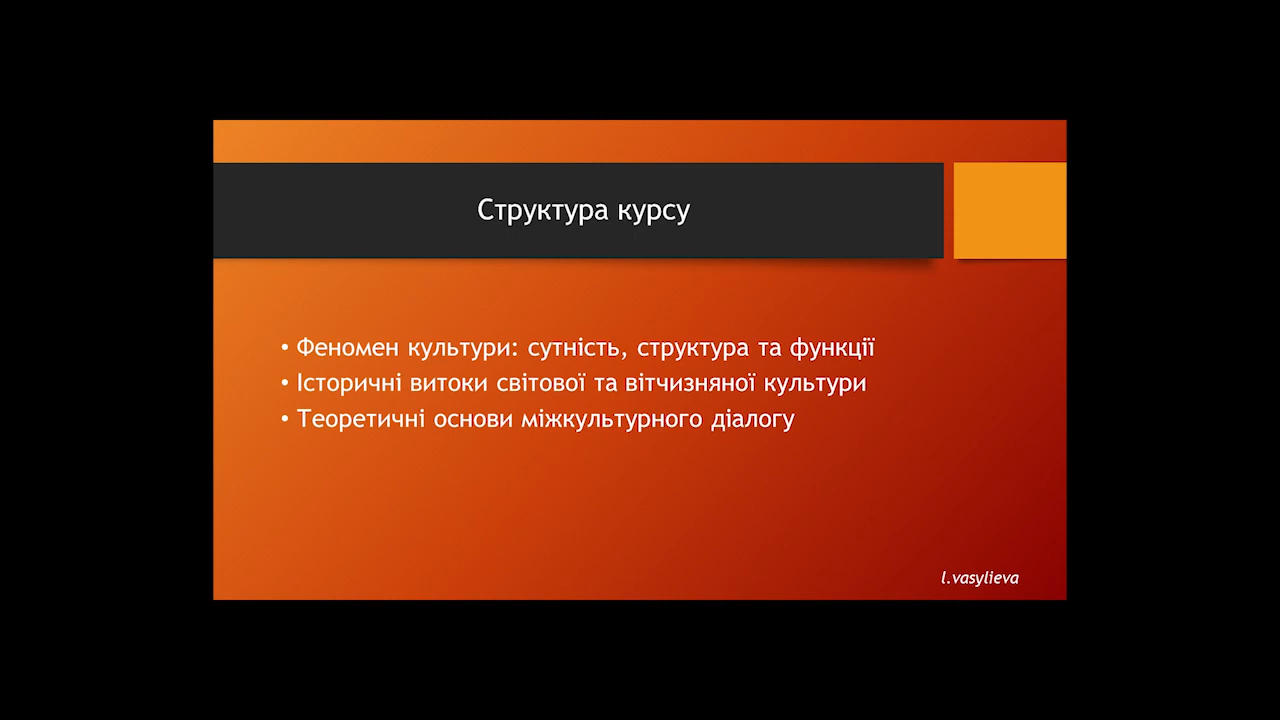 Структура курсу
• Феномен культури: сутність, структура та функції
• Історичні витоки світової та вітчизняної культури
• Теоретичні основи міжкультурного діалогу
l.vasylieva